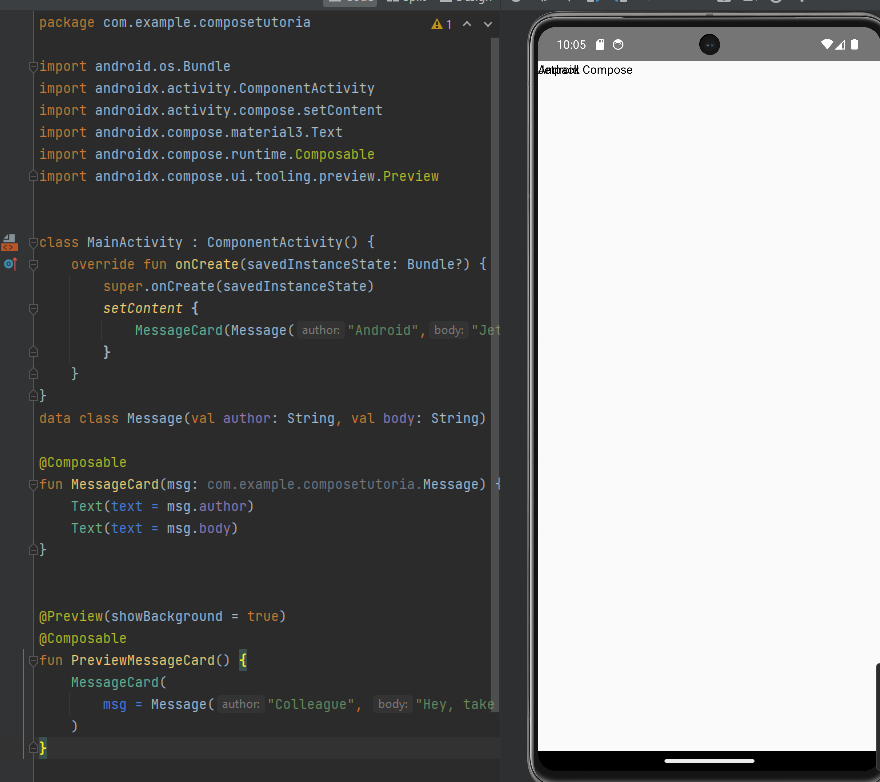 package com.example.composetutoria
1
import android.os.Bundle
import androidx.activity.ComponentActivity
import androidx.activity.compose.setContent
import androidx.compose.material3.Text
import androidx.compose.runtime.Composable
import androidx.compose.ui.tooling.preview.Preview
class MainActivity : ComponentActivity() {
override fun onCreate(savedInstanceState: Bundle?) {
super.onCreate(savedInstanceState)
setContent {
MessageCard(Message( author: "Android", body: "Jet
}
}
}
data class Message(val author: String, val body: String)
@Composable
fun MessageCard(msg: com.example.composetutoria.Message) {
Text(text = msg.author)
Text(text = msg.body)
}
@Preview(showBackground = true)
@Composable
fun PreviewMessageCard() {
MessageCard(
msg = Message( author: "Colleague", body: "Hey, take
)
}
10:05
Compose